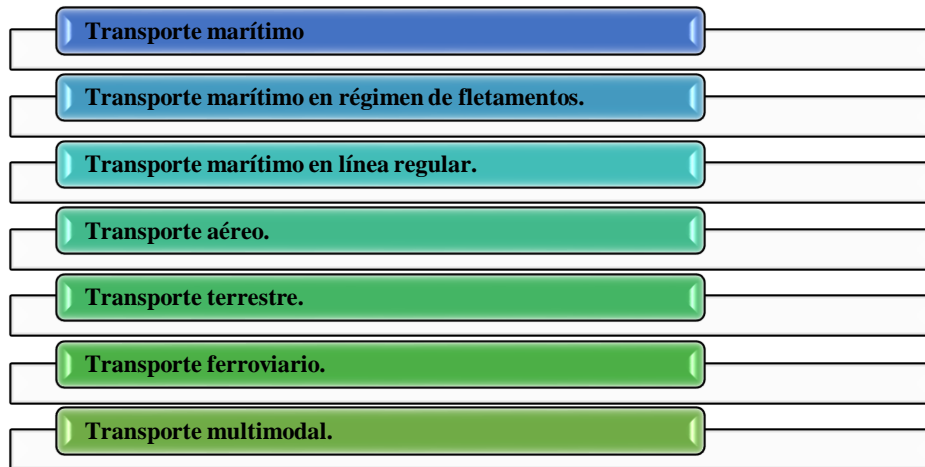 Transporte marítimo
Transporte marítimo en régimen de fletamentos.
Transporte marítimo en línea regular.
Transporte aéreo.
Transporte terrestre.
Transporte ferroviario.
Transporte multimodal.